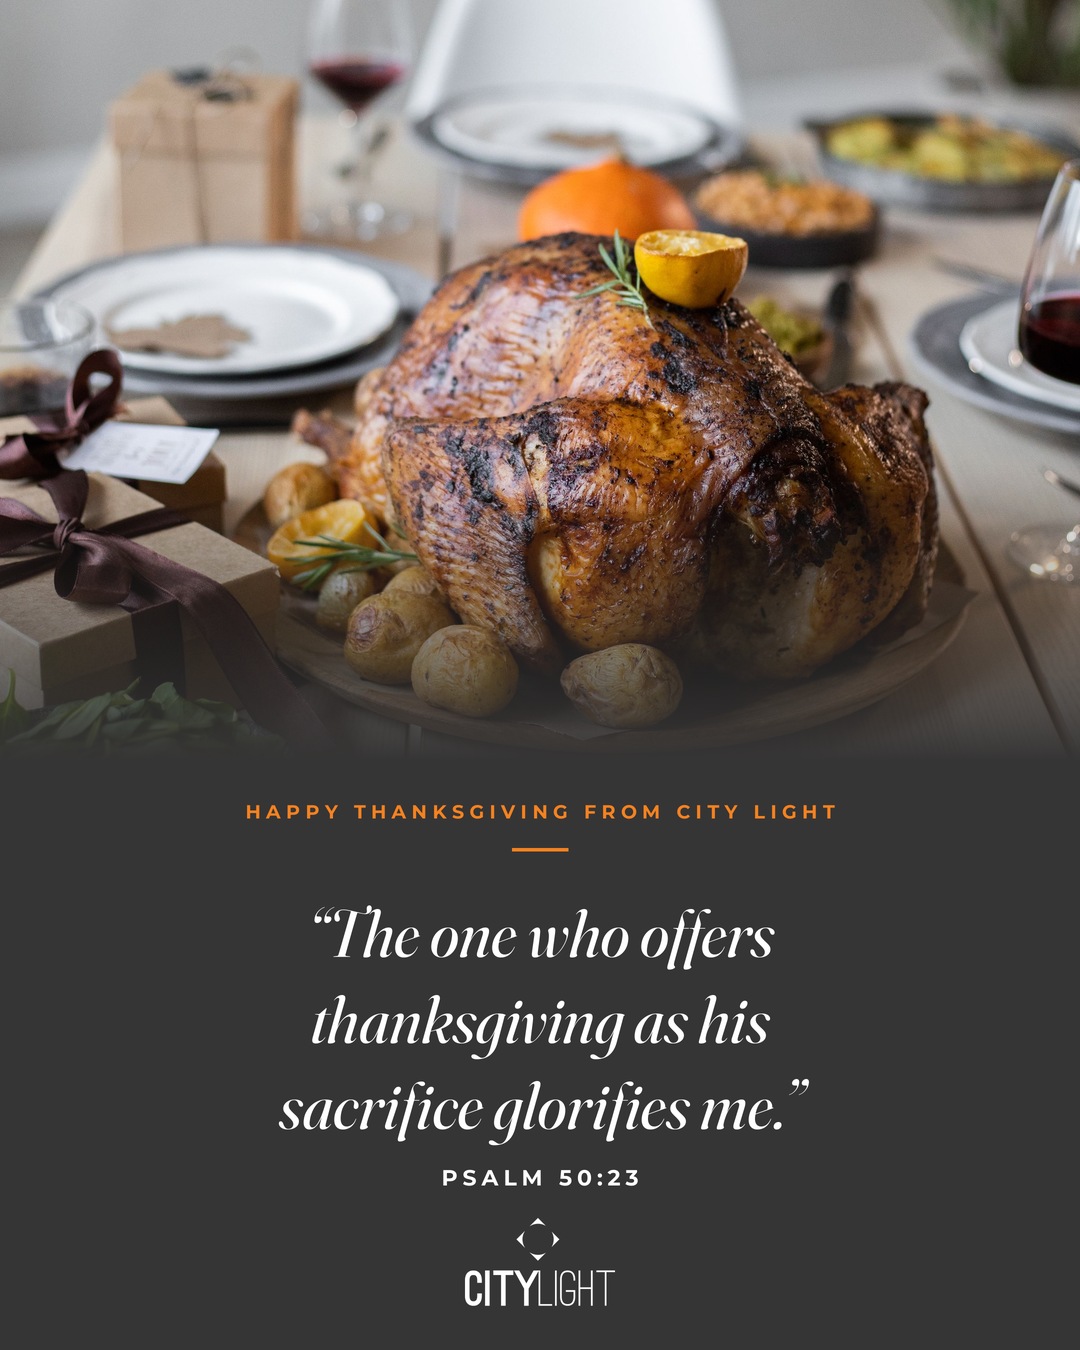 HAPPY THANKSGIVING FROM CITY LIGHT
“The one who offers
thanksgiving as his
sacrifice glorifies me.”
PSALM 50:23
CITYLIGHT